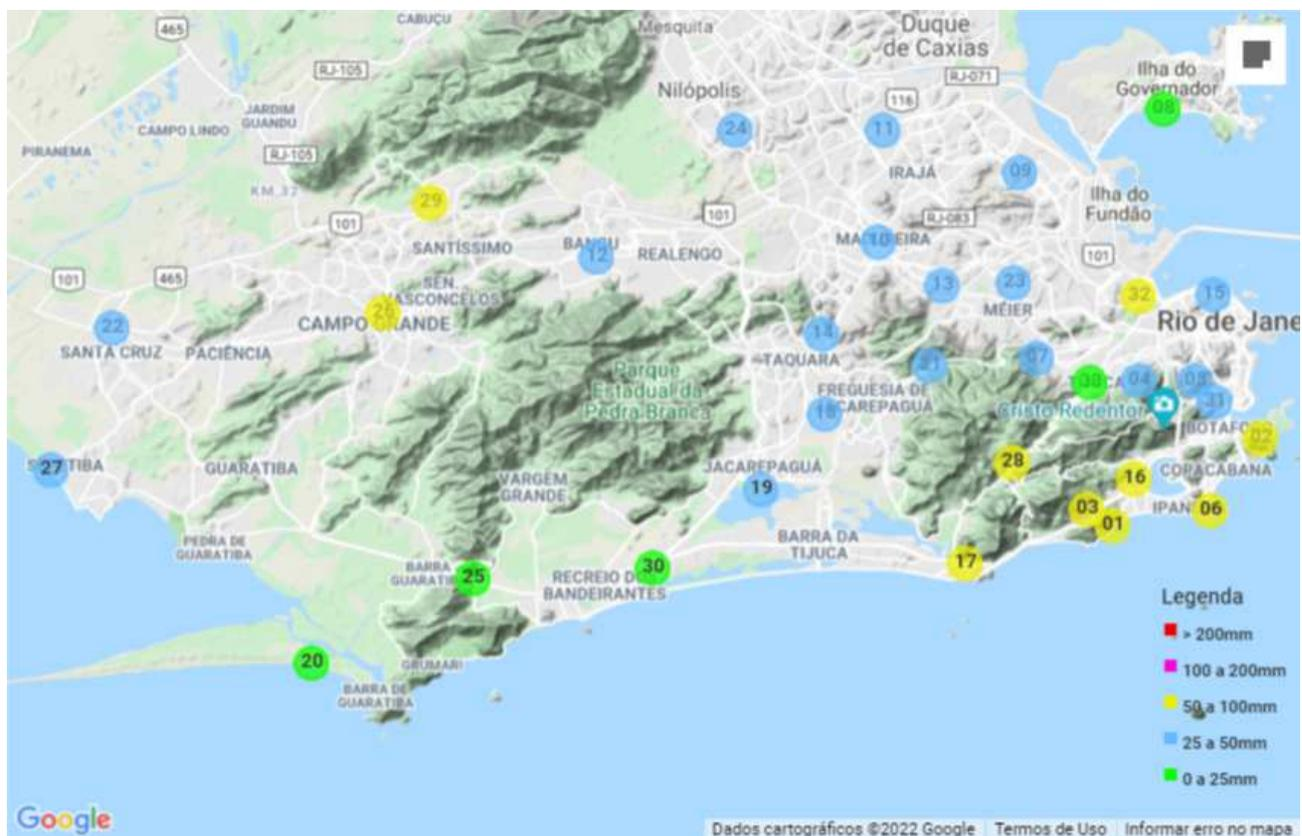 465
CABUÇU
Mesquita
Duque
de Caxias
RJ-105
RJ-071
Nilópolis
116
Ilha do
Governador
08
JARDIM
GUANDU
CAMPO LINDO
24
11
PIRANEMA
RJ-105
IRAJÁ
09
KM 32
29
Ilha do
Fundão
101
101
RJ-083
SANTÍSSIMO
BANGU
REALENGO
10
12
101
465
101
SEN.
VASCONCELOS
13
23
32
15
26
MÉIER
CAMPO GRANDE
22
14
Rio de Jane
SANTA CRUZ
PACIÊNCIA
TAQUARA
07
21
Parque
Estadual da
Pedra Branca
04
05
FREGUESIA DE
JACAREPAGUÁ
Cristo Redentor
31
18
BOTAFOGO
02
27
GUARATIBA
JACAREPAGUÁ
28
COPACABANA
VARGEM
GRANDE
16
19
03
IPAN
06
01
PEDRA DE
GUARATIBA
BARRA DA
TIJUCA
17
BARRA
GUARATIB
25
30
RECREIO DOS
BANDEIRANTES
Legenda
> 200mm
20
GRUMARI
100 a 200mm
BARRA DE
GUARATIBA
50 a 100mm
25 a 50mm
0 a 25mm
Google
Dados cartográficos ©2022 Google Termos de Uso Informar erro no mapa